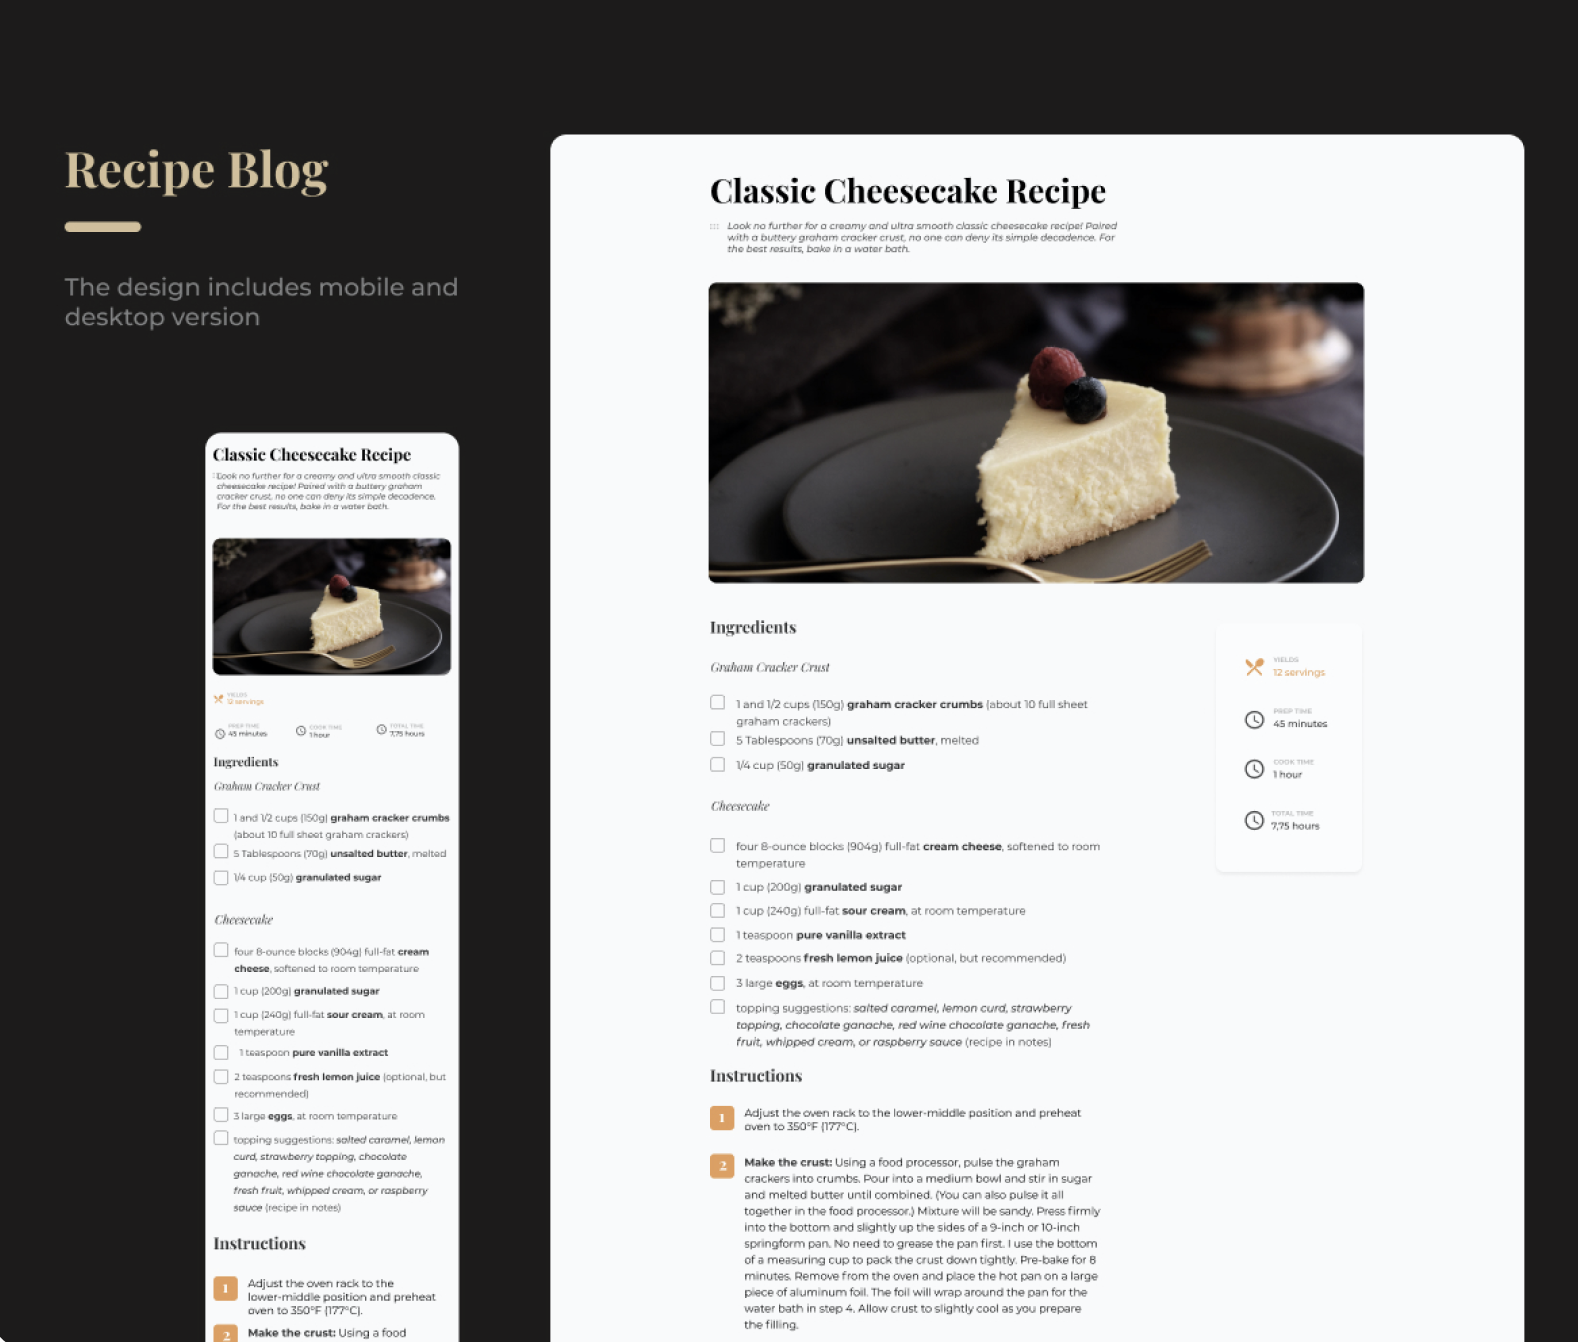 Recipe Blog
The design includes mobile and
desktop version
Classic Cheesecake Recipe
Look no further for a creamy and ultra smooth classic
cheesecake recipe! Paired with a buttery graham
cracker crust, no one can deny its simple decadence.
For the best results, bake in a water bath.
YIELDS
12 servings
PREP TIME
45 minutes
COOK TIME
1 hour
TOTAL TIME
7,75 hours
Ingredients
Graham Cracker Crust
1 and 1/2 cups (150g) graham cracker crumbs
(about 10 full sheet graham crackers)
5 Tablespoons (70g) unsalted butter, melted
1/4 cup (50g) granulated sugar
Cheesecake
four 8-ounce blocks (904g) full-fat cream
cheese, softened to room temperature
1 cup (200g) granulated sugar
1 cup (240g) full-fat sour cream, at room
temperature
1 teaspoon pure vanilla extract
2 teaspoons fresh lemon juice (optional, but
recommended)
3 large eggs, at room temperature
topping suggestions: salted caramel, lemon
curd, strawberry topping, chocolate
ganache, red wine chocolate ganache,
fresh fruit, whipped cream, or raspberry
sauce (recipe in notes)
Instructions
1
Adjust the oven rack to the
lower-middle position and preheat
oven to 350°F (177°C).
2
Make the crust: Using a food
Classic Cheesecake Recipe
Look no further for a creamy and ultra smooth classic cheesecake recipe! Paired
with a buttery graham cracker crust, no one can deny its simple decadence. For
the best results, bake in a water bath.
Ingredients
Graham Cracker Crust
1 and 1/2 cups (150g) graham cracker crumbs (about 10 full sheet
graham crackers)
5 Tablespoons (70g) unsalted butter, melted
1/4 cup (50g) granulated sugar
Cheesecake
four 8-ounce blocks (904g) full-fat cream cheese, softened to room
temperature
1 cup (200g) granulated sugar
1 cup (240g) full-fat sour cream, at room temperature
1 teaspoon pure vanilla extract
2 teaspoons fresh lemon juice (optional, but recommended)
3 large eggs, at room temperature
topping suggestions: salted caramel, lemon curd, strawberry
topping, chocolate ganache, red wine chocolate ganache, fresh
fruit, whipped cream, or raspberry sauce (recipe in notes)
Instructions
1
Adjust the oven rack to the lower-middle position and preheat
oven to 350°F (177°C).
2
Make the crust: Using a food processor, pulse the graham
crackers into crumbs. Pour into a medium bowl and stir in sugar
and melted butter until combined. (You can also pulse it all
together in the food processor.) Mixture will be sandy. Press firmly
into the bottom and slightly up the sides of a 9-inch or 10-inch
springform pan. No need to grease the pan first. I use the bottom
of a measuring cup to pack the crust down tightly. Pre-bake for 8
minutes. Remove from the oven and place the hot pan on a large
piece of aluminum foil. The foil will wrap around the pan for the
water bath in step 4. Allow crust to slightly cool as you prepare
the filling.
YIELDS
12 servings
PREP TIME
45 minutes
COOK TIME
1 hour
TOTAL TIME
7,75 hours